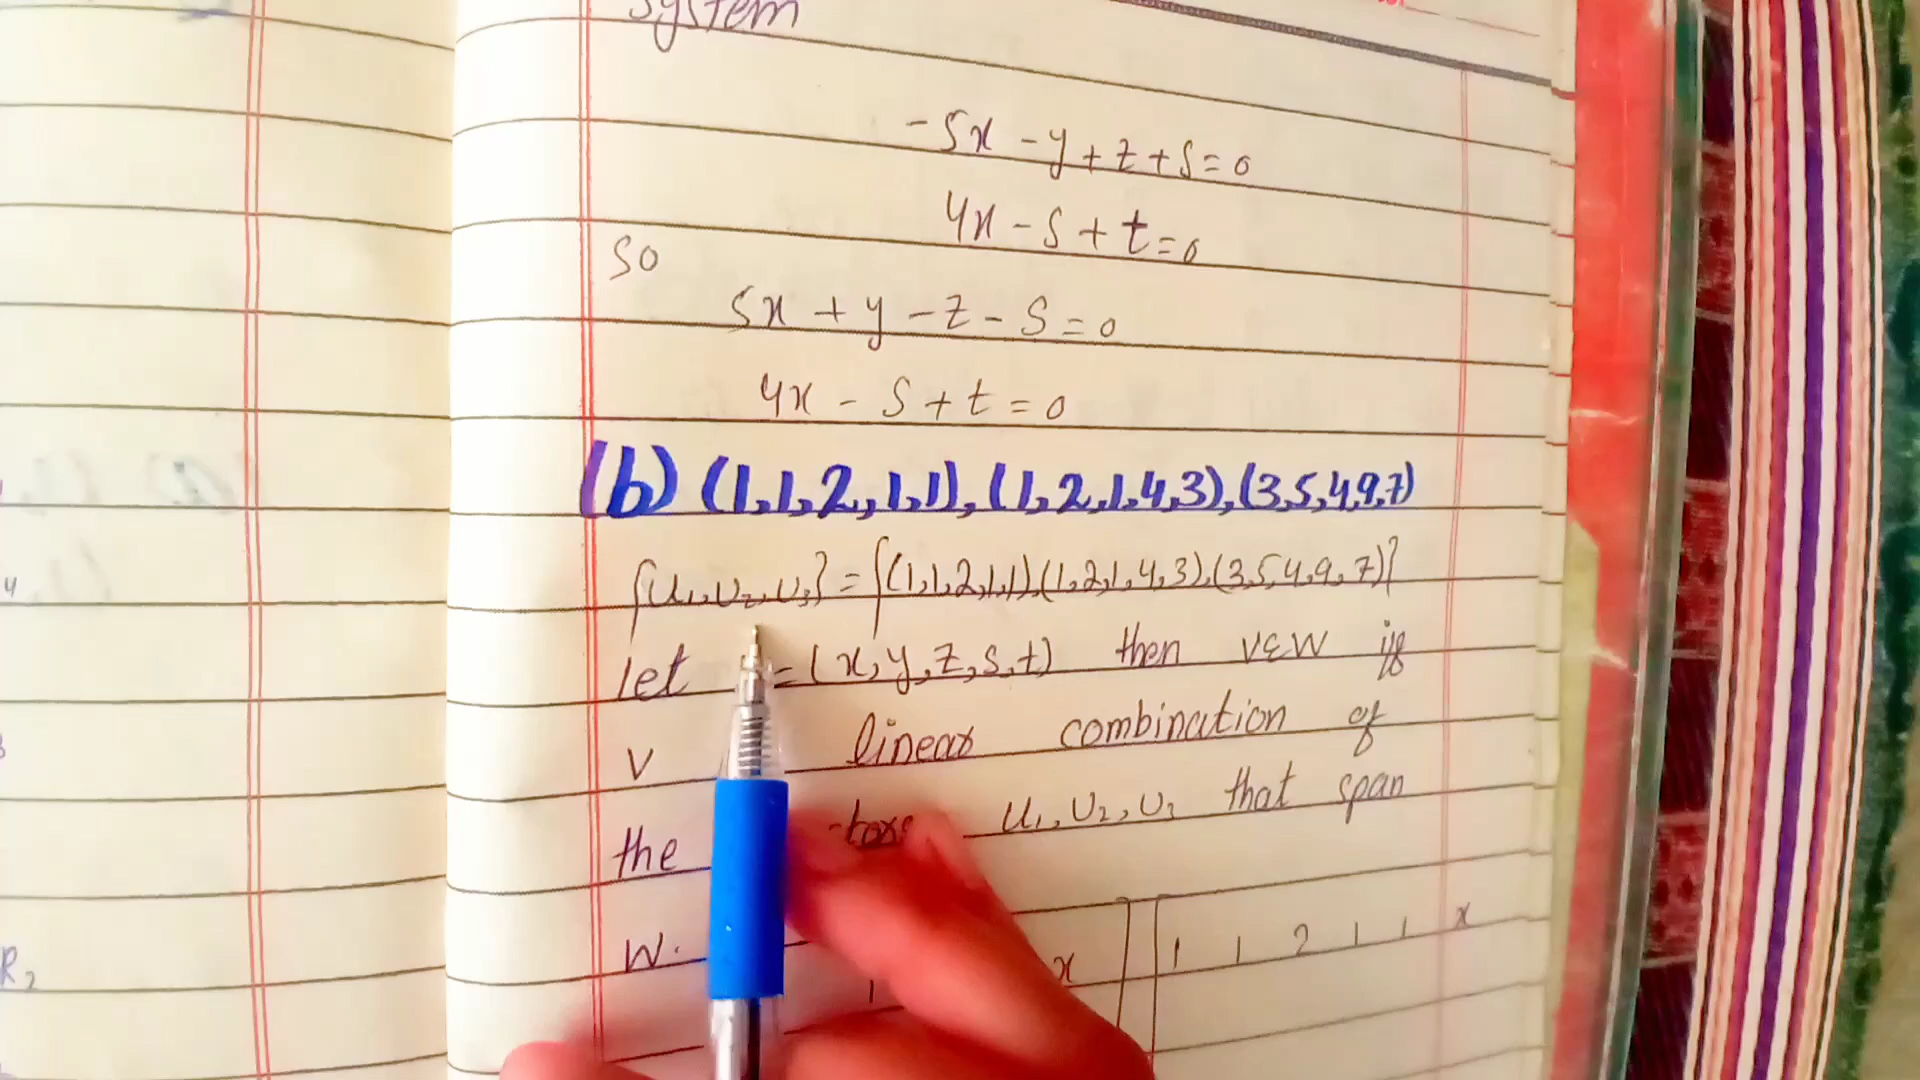 System
-5x - y + z + s = 0
4x - s + t = 0
so
5x + y - z - s = 0
4x - s + t = 0
(b) (1,1,2,1,1), (1,2,1,4,3), (3,5,4,9,7)
{u₁,u₂,u₃} = {(1,1,2,1,1),(1,2,1,4,3),(3,5,4,9,7)}
let = (x,y,z,s,t) then v∈W if
v linear combination of
the u₁, u₂, u₃ that span
W.
x
1 1 2 1 1 x
1
R₂
4